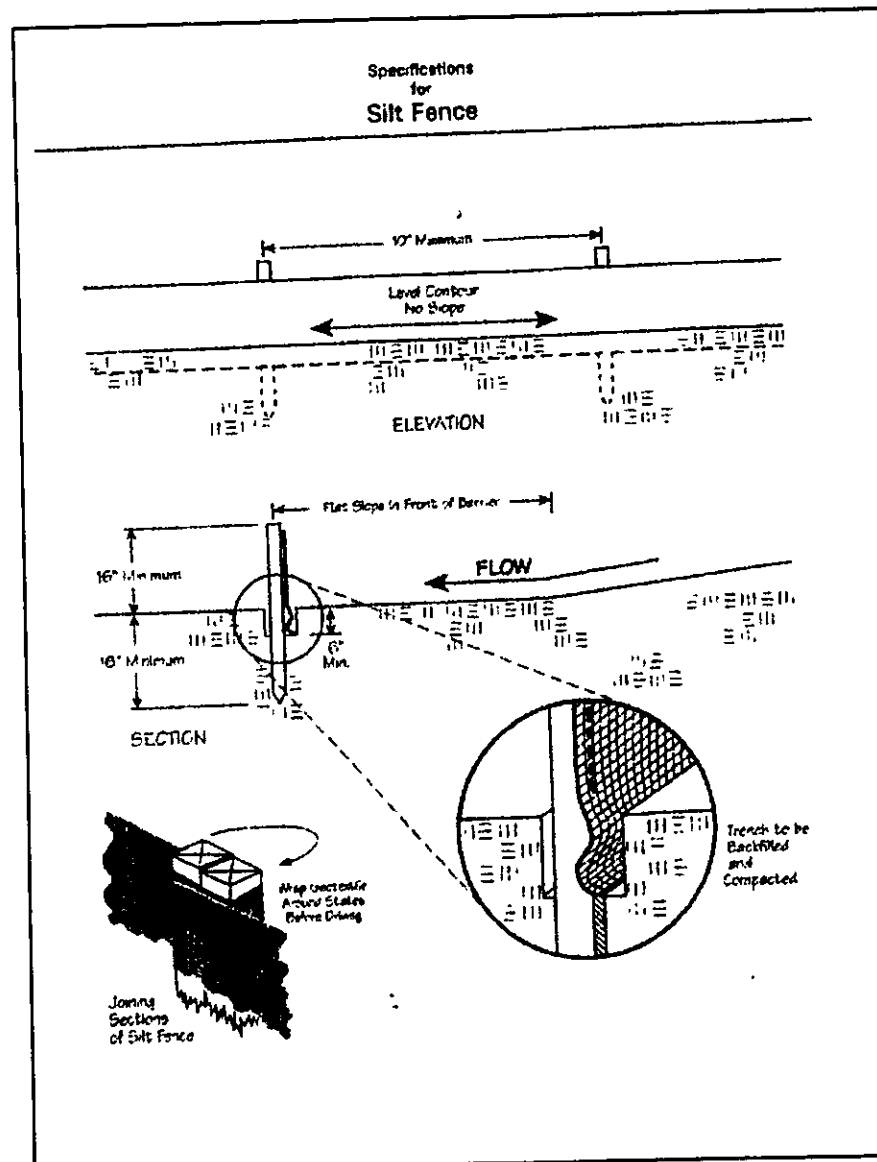 Specifications
for
Silt Fence
10" Minimum
Level Contour
No Slope
ELEVATION
Flat Slope in Front of Barrier
16" Minimum
FLOW
6"
Min.
16" Minimum
SECTION
Trench to be
Backfilled
and
Compacted
Around Stakes
Before Driving
Joining
Sections
of Silt Fence